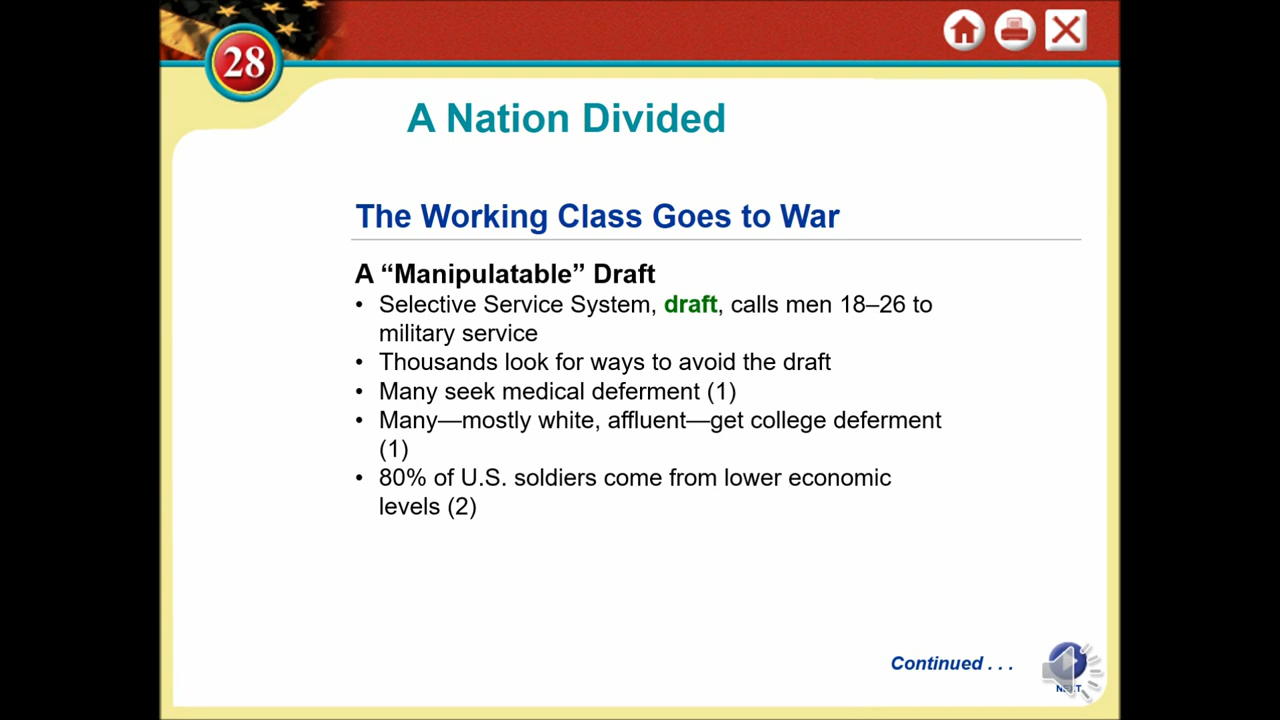 28
A Nation Divided
The Working Class Goes to War
A “Manipulatable” Draft
• Selective Service System, draft, calls men 18–26 to
military service
• Thousands look for ways to avoid the draft
• Many seek medical deferment (1)
• Many—mostly white, affluent—get college deferment
(1)
• 80% of U.S. soldiers come from lower economic
levels (2)
Continued . . .